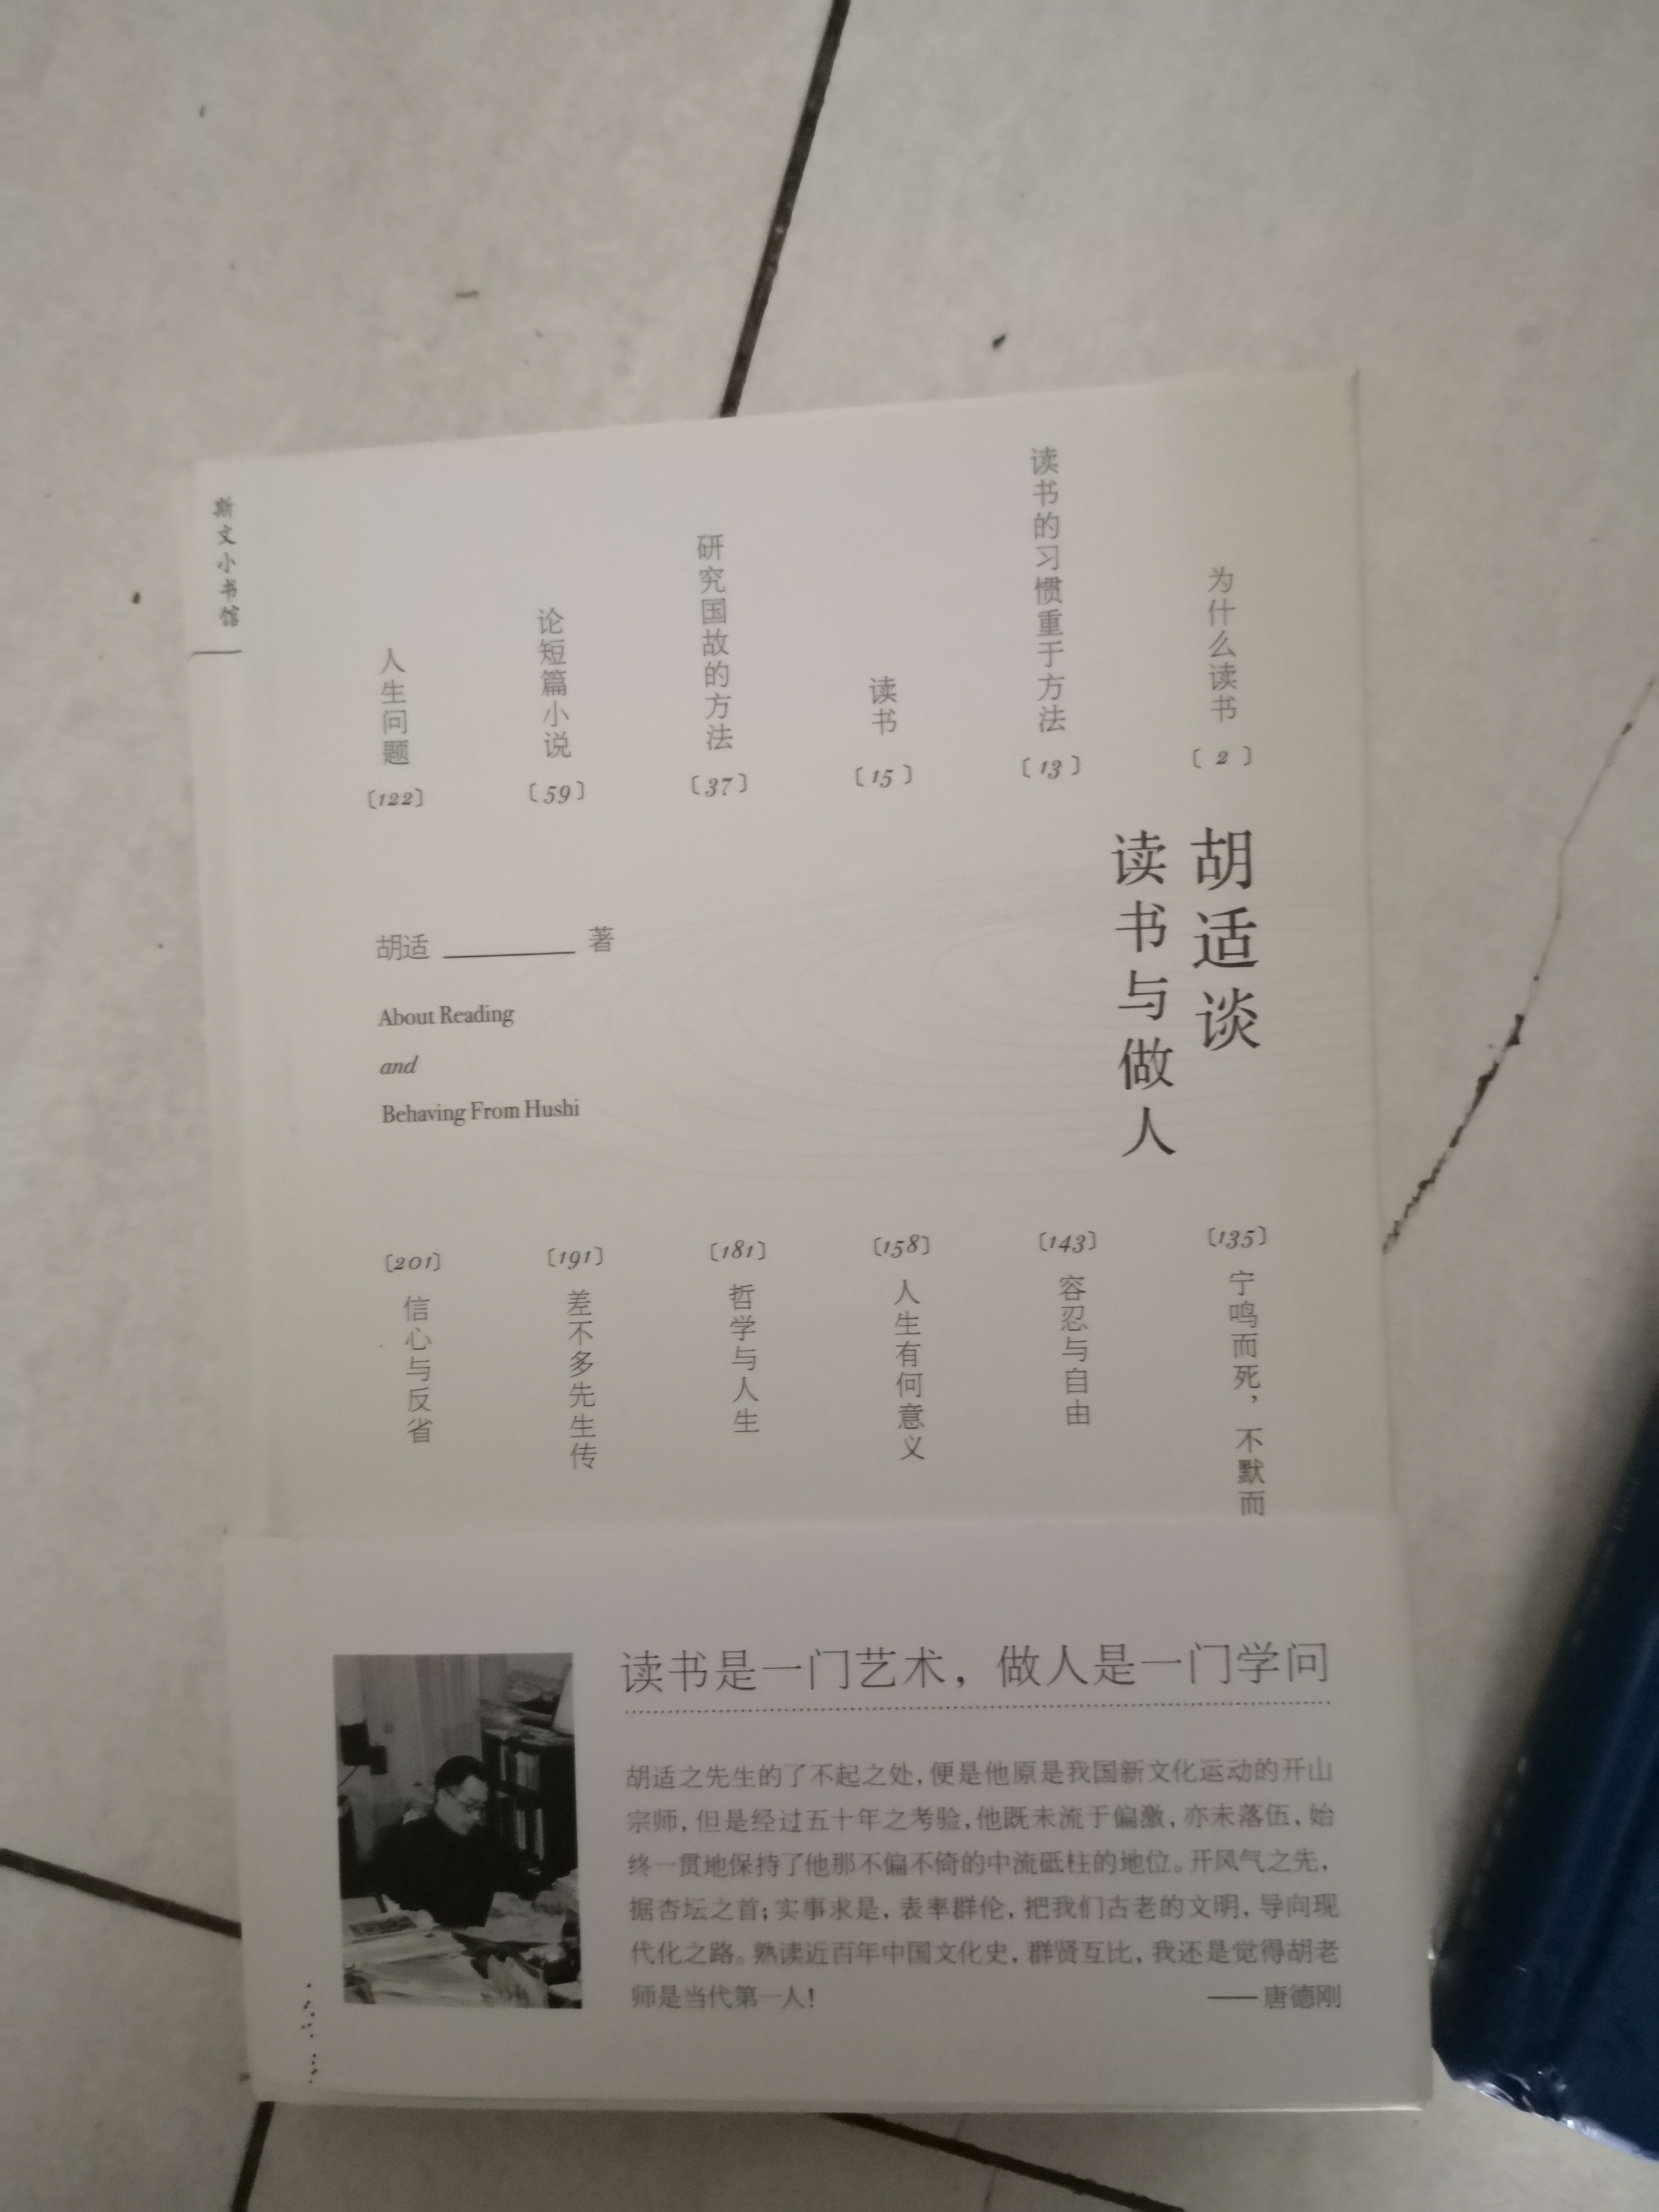 斯文小书馆
为什么读书
〔 2 〕
读书的习惯重于方法
〔 13 〕
读书
〔 15 〕
研究国故的方法
〔 37 〕
论短篇小说
〔 59 〕
人生问题
〔122〕
胡适谈
读书与做人
胡适 著
About Reading
and
Behaving From Hushi
〔135〕
宁鸣而死，不默而
〔143〕
容忍与自由
〔158〕
人生有何意义
〔181〕
哲学与人生
〔191〕
差不多先生传
〔201〕
信心与反省
读书是一门艺术，做人是一门学问
胡适之先生的了不起之处，便是他原是我国新文化运动的开山
宗师，但是经过五十年之考验，他既未流于偏激，亦未落伍，始
终一贯地保持了他那不偏不倚的中流砥柱的地位。开风气之先，
据杏坛之首；实事求是，表率群伦，把我们古老的文明，导向现
代化之路。熟读近百年中国文化史，群贤互比，我还是觉得胡老
师是当代第一人！ ——唐德刚